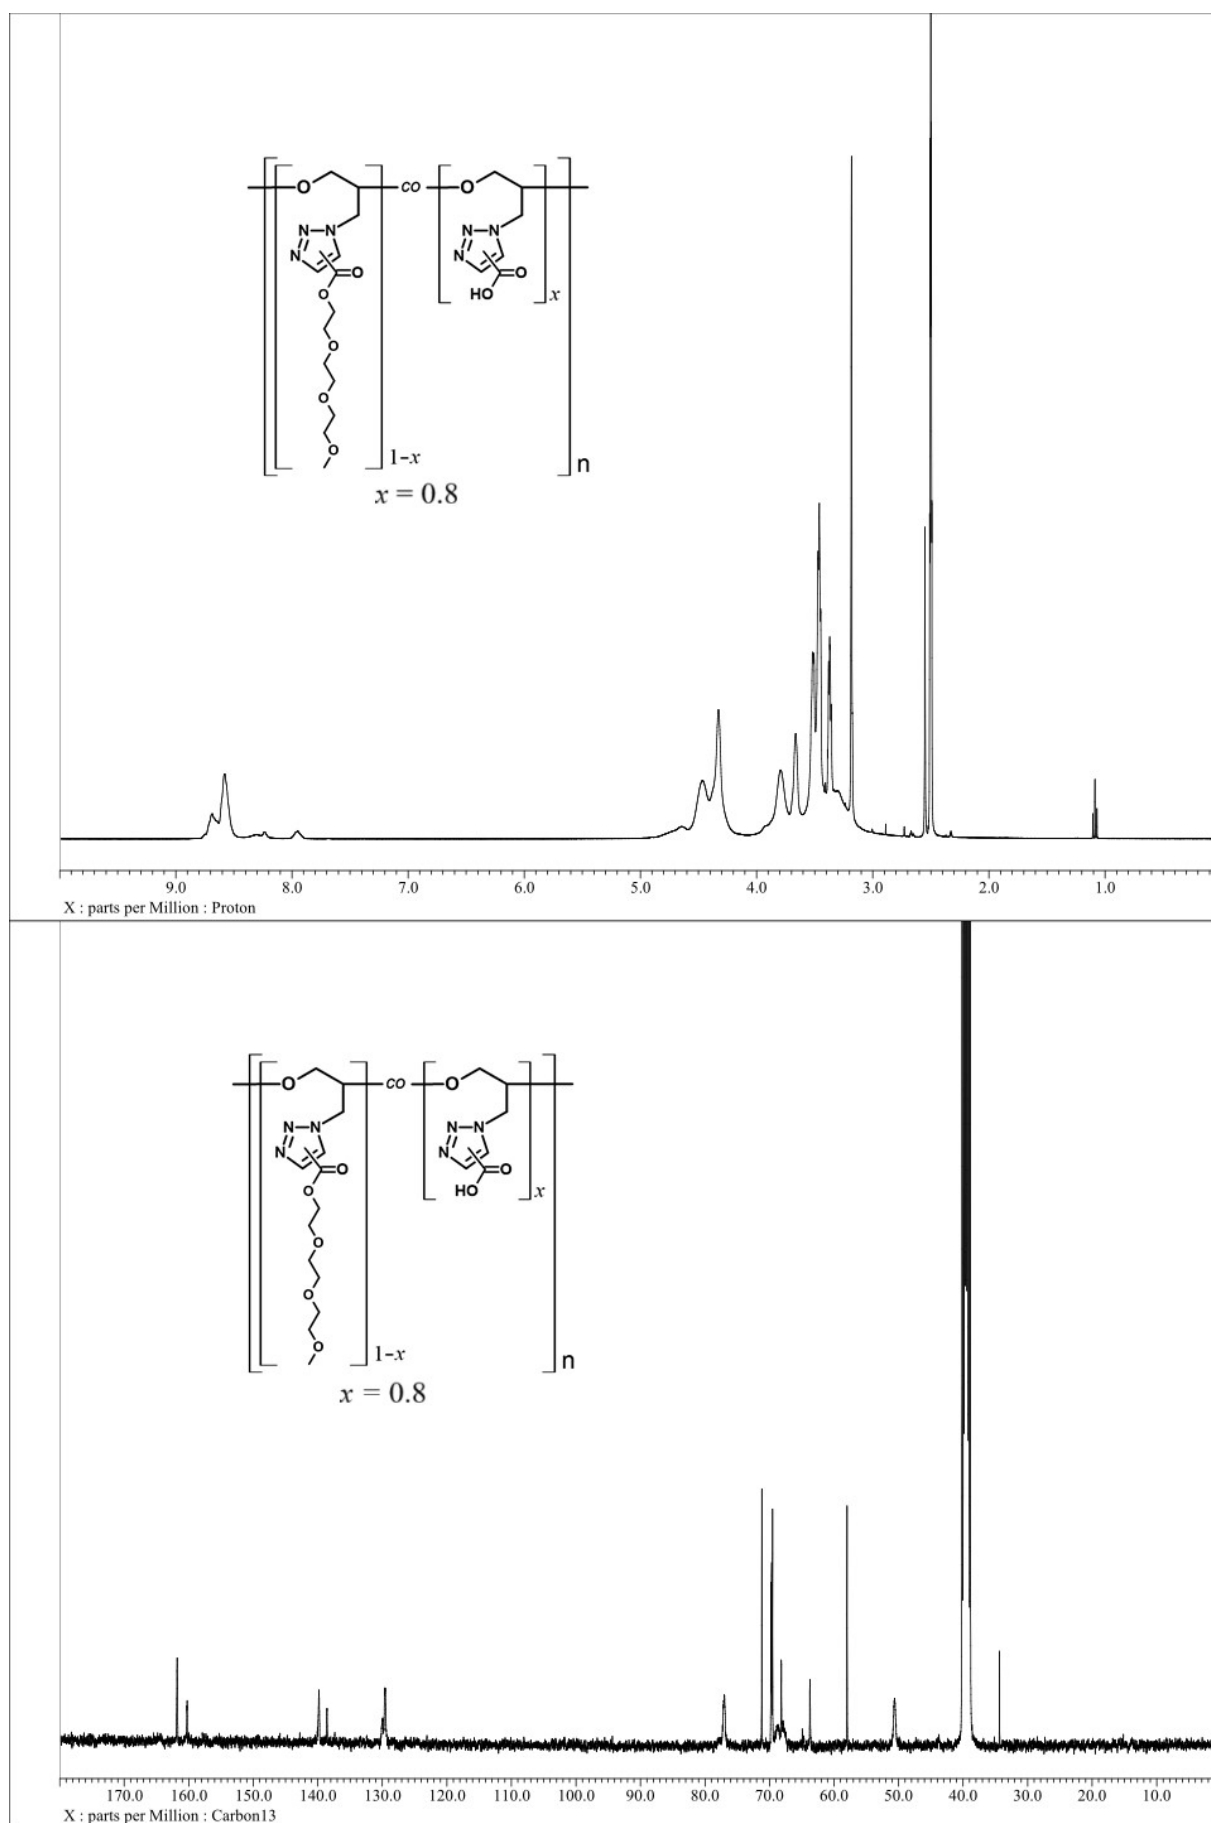 O co O
N N N N
N N
O O
O HO x
O
O
O
1-x n
x = 0.8
9.0 8.0 7.0 6.0 5.0 4.0 3.0 2.0 1.0
X : parts per Million : Proton
O co O
N N N N
N N
O O
O HO x
O
O
O
1-x n
x = 0.8
170.0 160.0 150.0 140.0 130.0 120.0 110.0 100.0 90.0 80.0 70.0 60.0 50.0 40.0 30.0 20.0 10.0
X : parts per Million : Carbon13